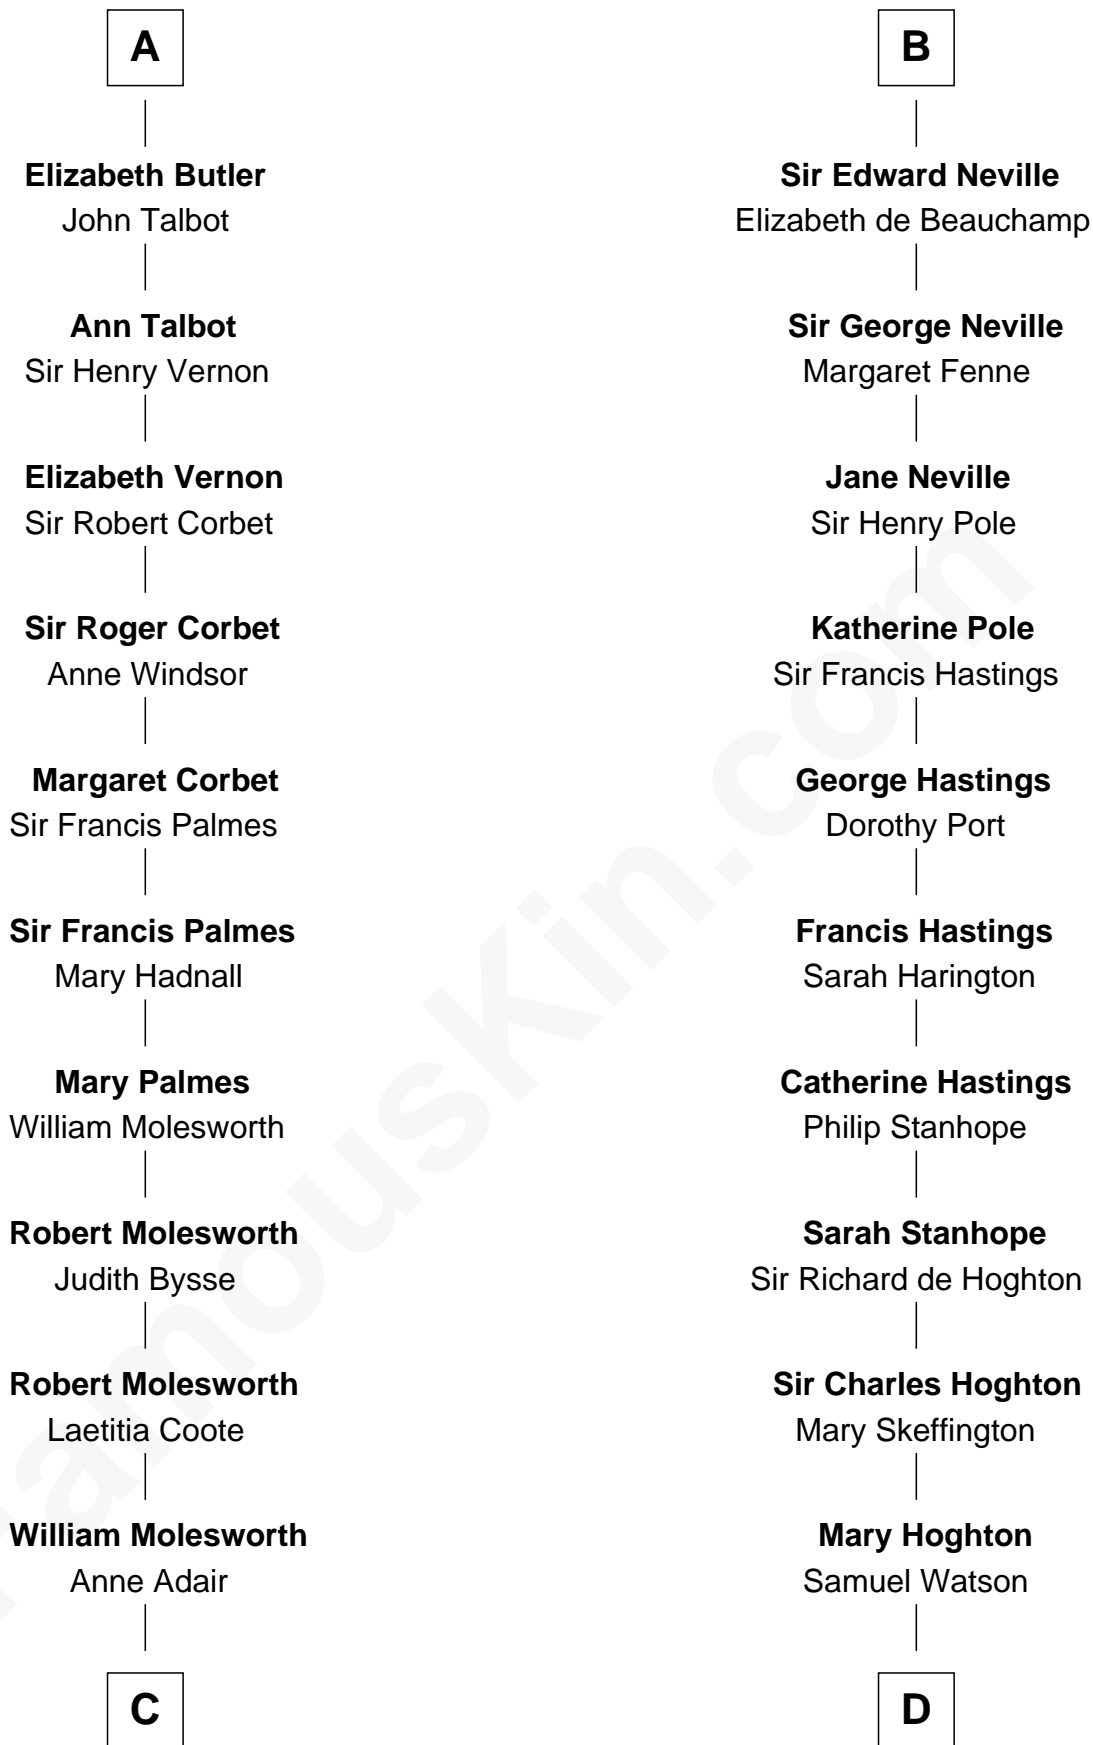 A
Elizabeth Butler
John Talbot
Ann Talbot
Sir Henry Vernon
Elizabeth Vernon
Sir Robert Corbet
Sir Roger Corbet
Anne Windsor
Margaret Corbet
Sir Francis Palmes
Sir Francis Palmes
Mary Hadnall
Mary Palmes
William Molesworth
Robert Molesworth
Judith Bysse
Robert Molesworth
Laetitia Coote
William Molesworth
Anne Adair
C
B
Sir Edward Neville
Elizabeth de Beauchamp
Sir George Neville
Margaret Fenne
Jane Neville
Sir Henry Pole
Katherine Pole
Sir Francis Hastings
George Hastings
Dorothy Port
Francis Hastings
Sarah Harington
Catherine Hastings
Philip Stanhope
Sarah Stanhope
Sir Richard de Hoghton
Sir Charles Hoghton
Mary Skeffington
Mary Hoghton
Samuel Watson
D
FamousKin.com